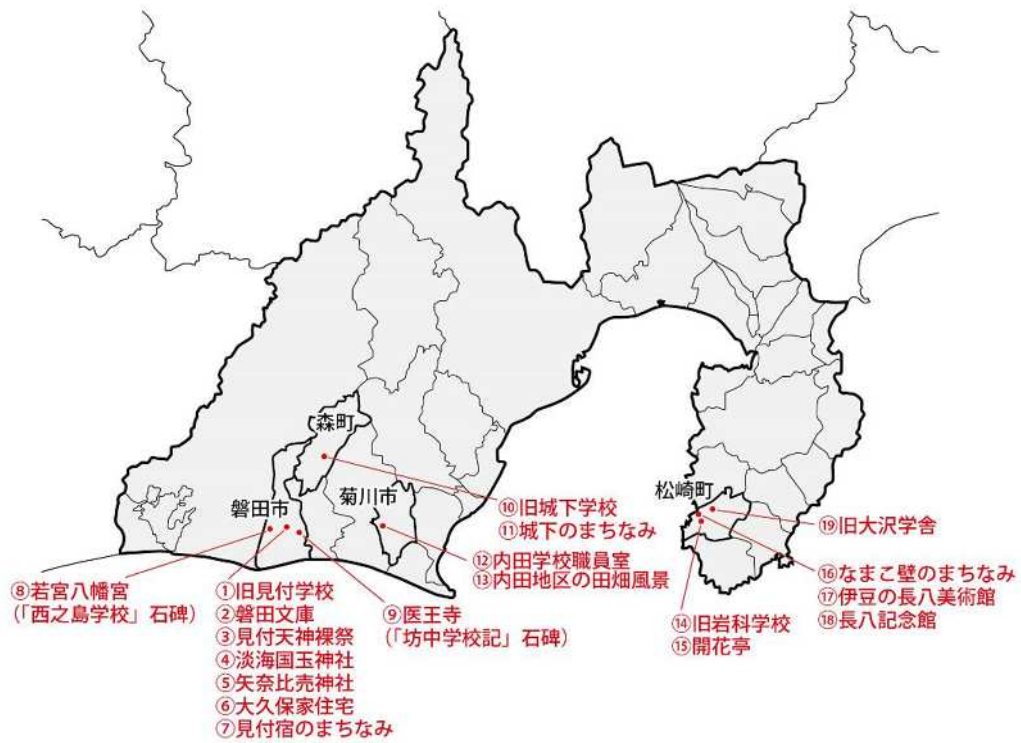 森町
磐田市
菊川市
松崎町
⑩旧城下学校
⑪城下のまちなみ
⑫内田学校職員室
⑬内田地区の田畑風景
⑧若宮八幡宮
(「西之島学校」石碑)
①旧見付学校
②磐田文庫
③見付天神裸祭
④淡海国玉神社
⑤矢奈比売神社
⑥大久保家住宅
⑦見付宿のまちなみ
⑨医王寺
(「坊中学校記」石碑)
⑭旧岩科学校
⑮開花亭
⑲旧大沢学舎
⑯なまこ壁のまちなみ
⑰伊豆の長八美術館
⑱長八記念館